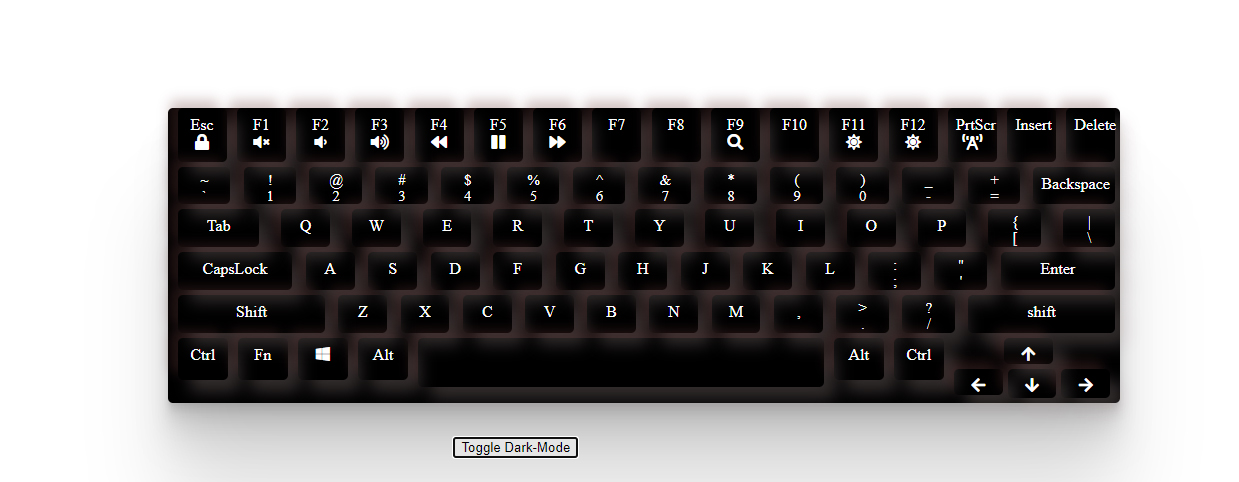 Esc F1 F2 F3 F4 F5 F6 F7 F8 F9 F10 F11 F12 PrtScr Insert Delete
~ ! @ # $ % ^ & * ( ) _ + Backspace
` 1 2 3 4 5 6 7 8 9 0 - =
Tab Q W E R T Y U I O P { |
[ \
CapsLock A S D F G H J K L : " Enter
; '
Shift Z X C V B N M , > ? shift
. /
Ctrl Fn Alt Alt Ctrl
Toggle Dark-Mode